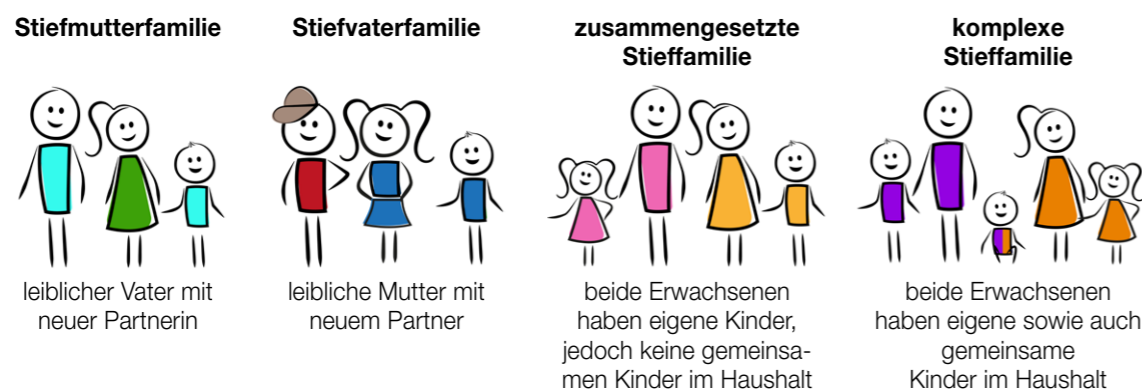 Stiefmutterfamilie
Stiefvaterfamilie
zusammengesetzte
Stieffamilie
komplexe
Stieffamilie
leiblicher Vater mit
neuer Partnerin
leibliche Mutter mit
neuem Partner
beide Erwachsenen
haben eigene Kinder,
jedoch keine gemeinsa-
men Kinder im Haushalt
beide Erwachsenen
haben eigene sowie auch
gemeinsame
Kinder im Haushalt